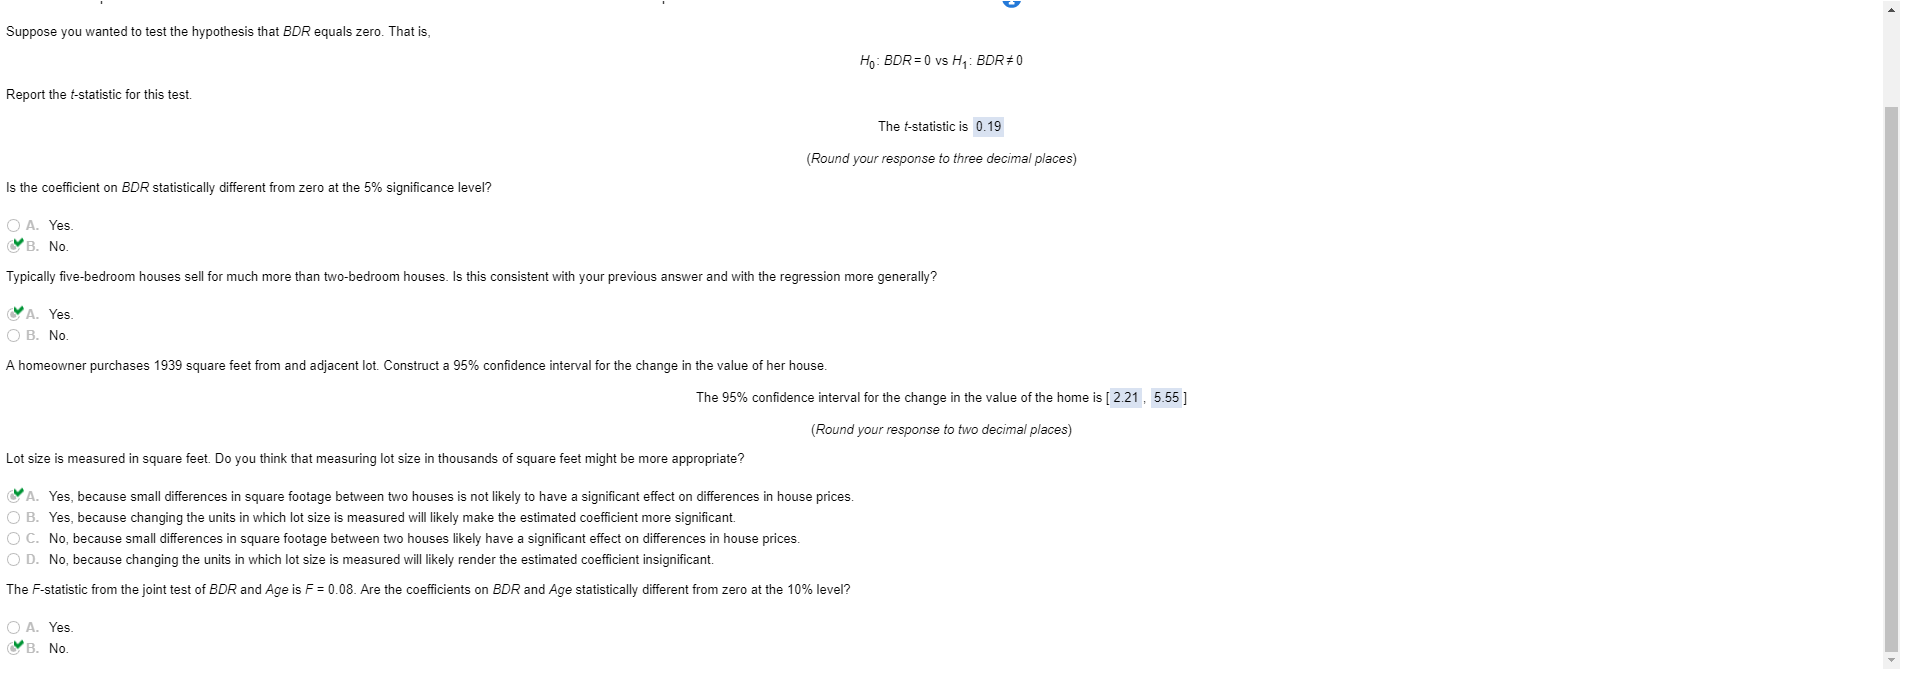 Suppose you wanted to test the hypothesis that BDR equals zero. That is,
H0: BDR = 0 vs H1: BDR ≠ 0
Report the t-statistic for this test.
The t-statistic is 0.19
(Round your response to three decimal places)
Is the coefficient on BDR statistically different from zero at the 5% significance level?
A. Yes.
B. No.
Typically five-bedroom houses sell for much more than two-bedroom houses. Is this consistent with your previous answer and with the regression more generally?
A. Yes.
B. No.
A homeowner purchases 1939 square feet from and adjacent lot. Construct a 95% confidence interval for the change in the value of her house.
The 95% confidence interval for the change in the value of the home is [ 2.21 , 5.55 ]
(Round your response to two decimal places)
Lot size is measured in square feet. Do you think that measuring lot size in thousands of square feet might be more appropriate?
A. Yes, because small differences in square footage between two houses is not likely to have a significant effect on differences in house prices.
B. Yes, because changing the units in which lot size is measured will likely make the estimated coefficient more significant.
C. No, because small differences in square footage between two houses likely have a significant effect on differences in house prices.
D. No, because changing the units in which lot size is measured will likely render the estimated coefficient insignificant.
The F-statistic from the joint test of BDR and Age is F = 0.08. Are the coefficients on BDR and Age statistically different from zero at the 10% level?
A. Yes.
B. No.